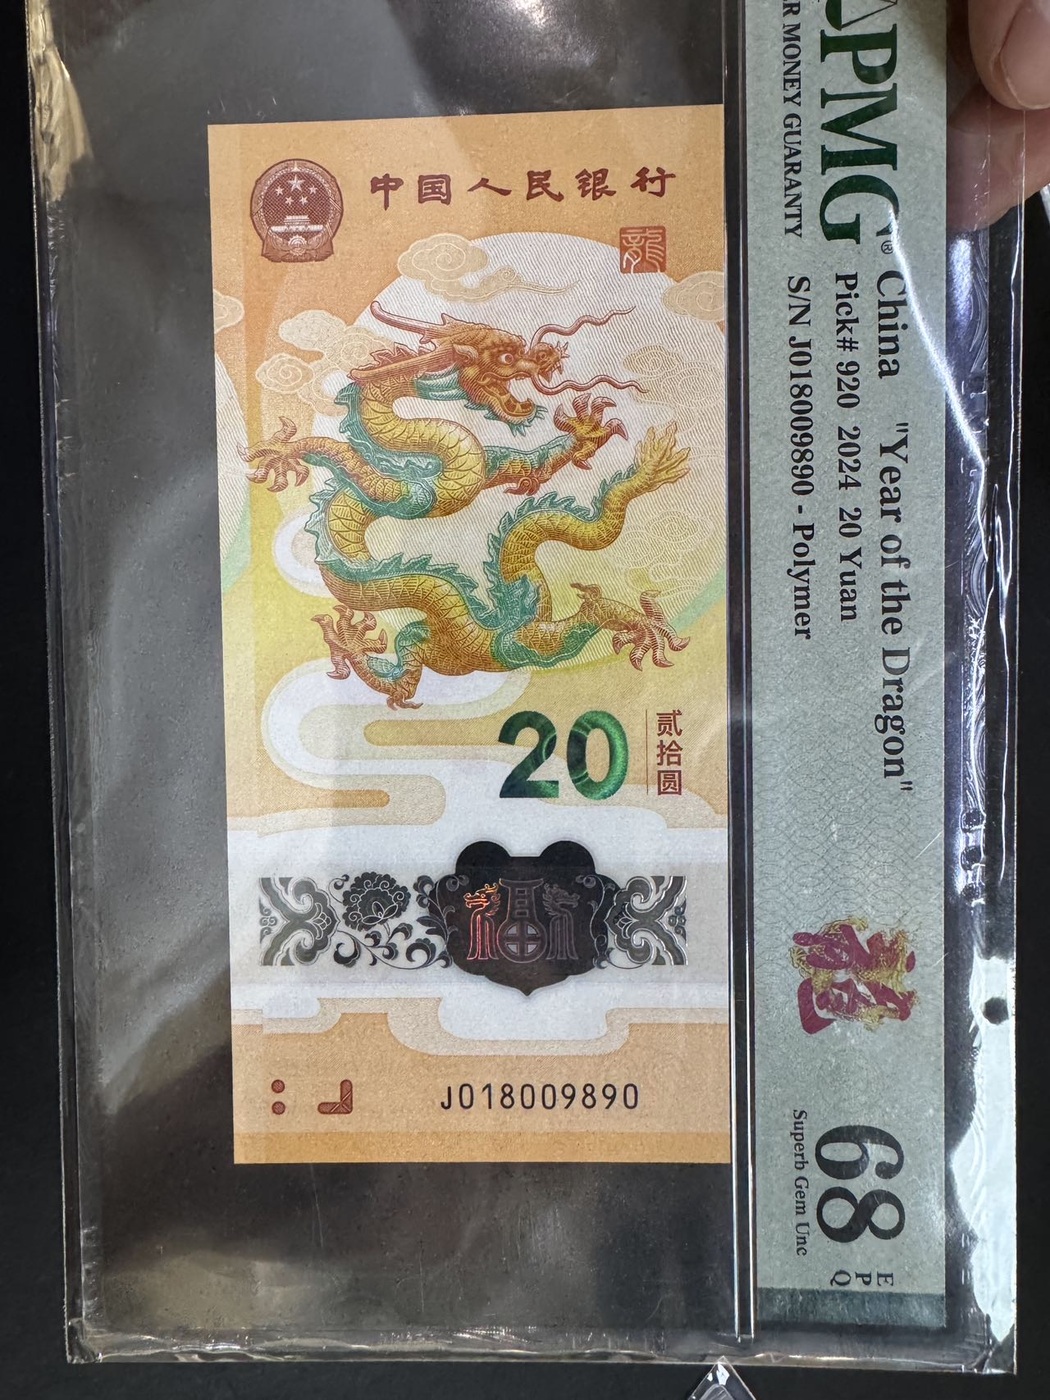 中国人民银行
龍
20
贰拾圆
J018009890
PMG
MONEY GUARANTY
®
China "Year of the Dragon"
Pick# 920 2024 20 Yuan
S/N J018009890 - Polymer
68
EPQ
Superb Gem Unc